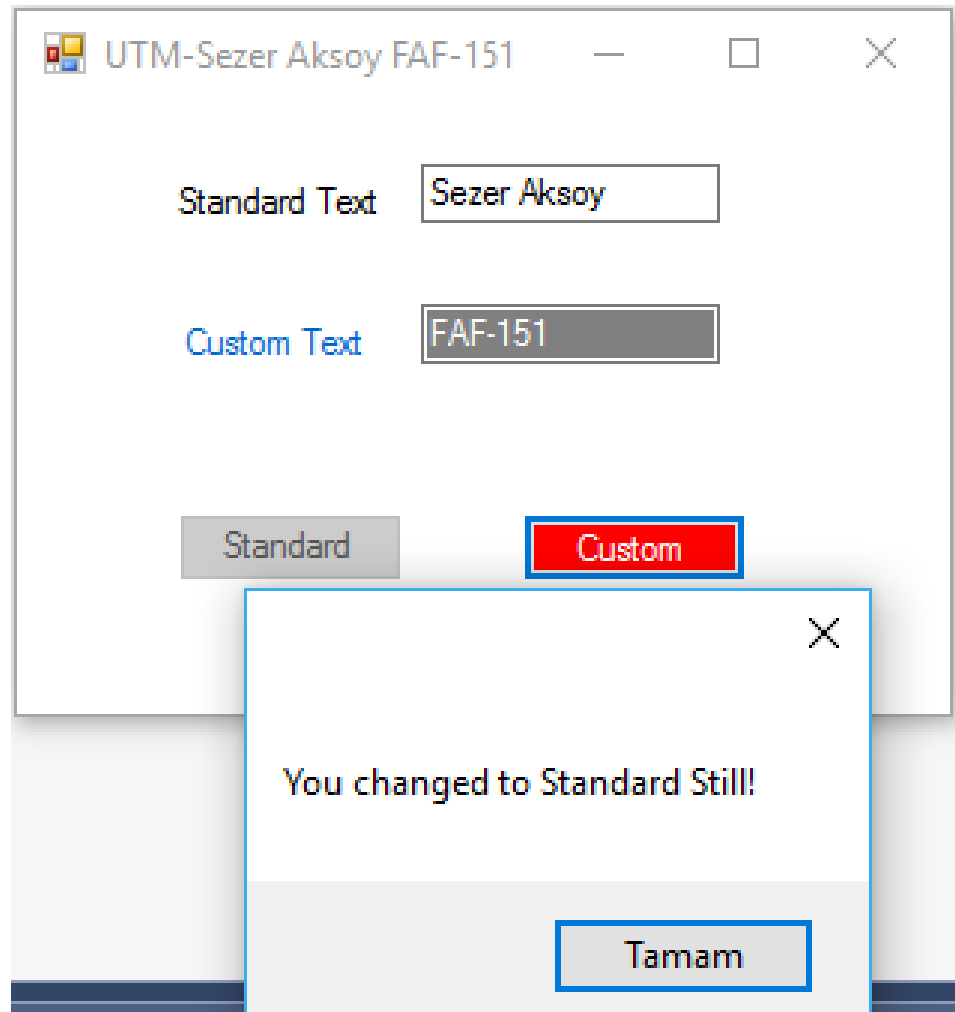 UTM-Sezer Aksoy FAF-151
Standard Text Sezer Aksoy
Custom Text FAF-151
Standard Custom
You changed to Standard Still!
Tamam